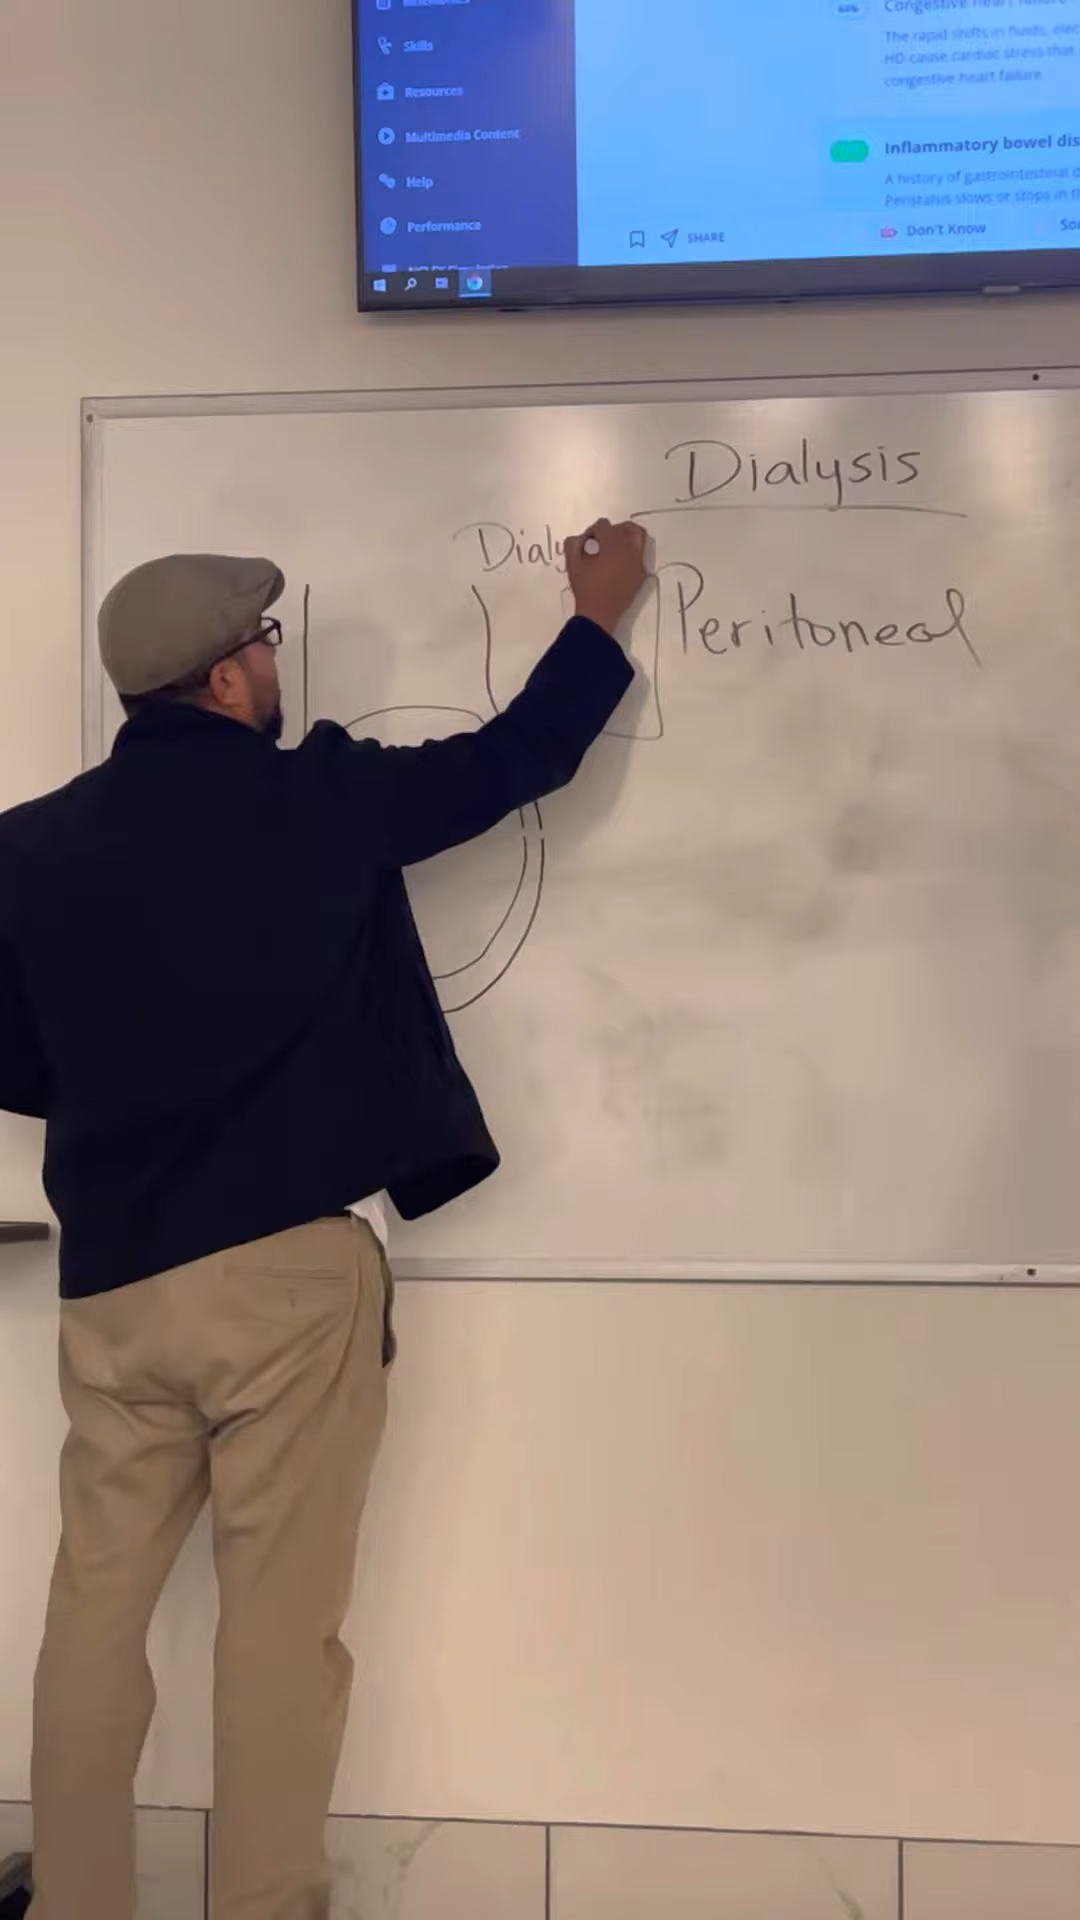 Skills
Resources
Multimedia Content
Help
Performance
Congestive heart
The rapid shifts in fluids, elec
HD cause cardiac stress that
congestive heart failure.
Inflammatory bowel dis
A history of gastrointestinal d
Peristalsis slows or stops in t
SHARE
Don't Know
So
Dialysis
Dialy
Peritoneal